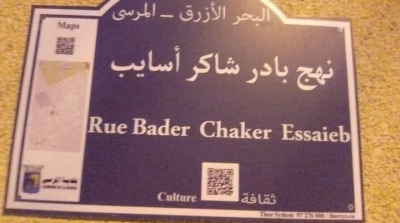 البحر الأزرق - المرسى
Maps
نهج بادر شاكر أسايب
Rue Bader Chaker Essaieb
Culture ثقافة